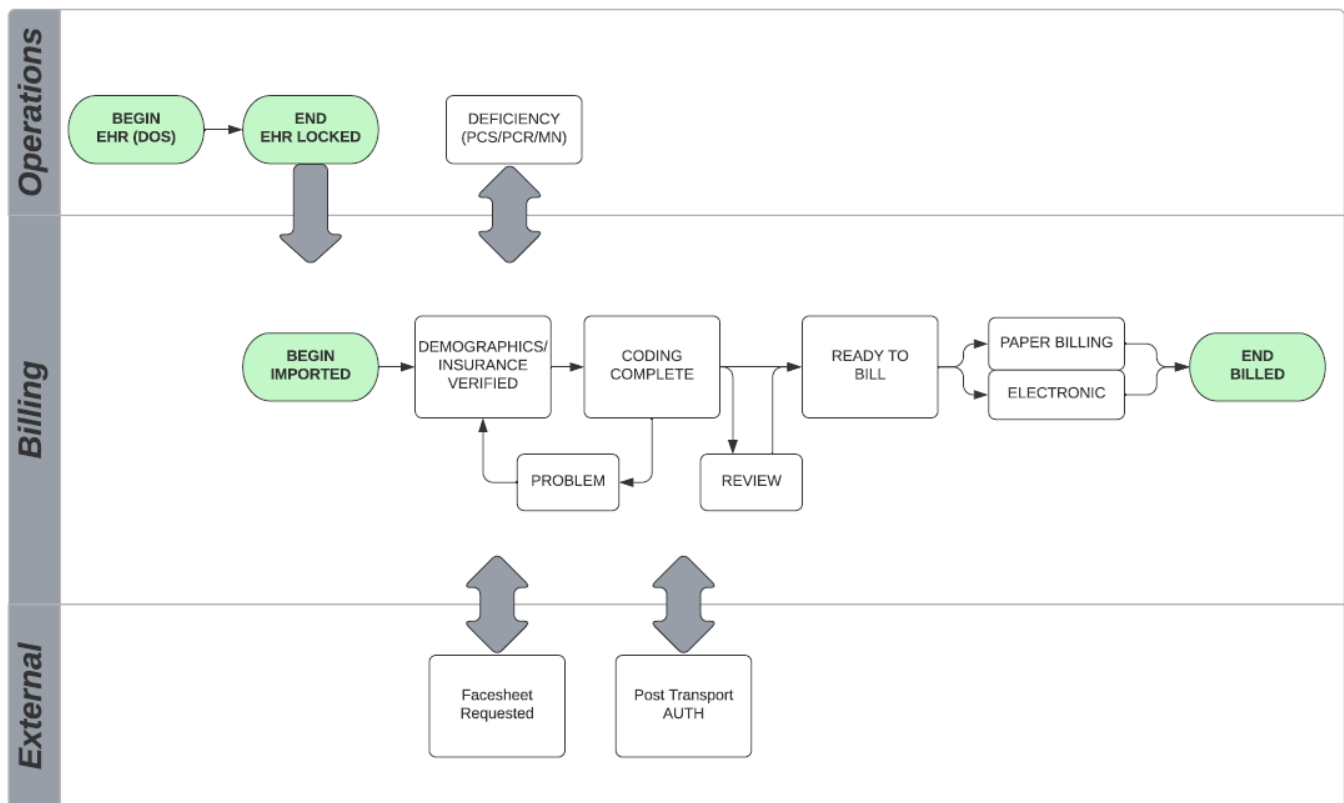 Operations
BEGIN
EHR (DOS)
END
EHR LOCKED
DEFICIENCY
(PCS/PCR/MN)
Billing
BEGIN
IMPORTED
DEMOGRAPHICS/
INSURANCE
VERIFIED
CODING
COMPLETE
READY TO
BILL
PAPER BILLING
ELECTRONIC
END
BILLED
PROBLEM
REVIEW
External
Facesheet
Requested
Post Transport
AUTH